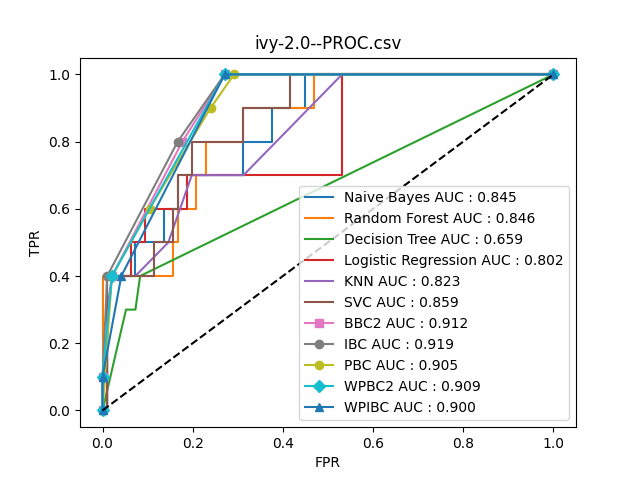 ivy-2.0--PROC.csv
TPR
1.0
0.8
0.6
0.4
0.2
0.0
0.0
0.2
0.4
0.6
0.8
1.0
FPR
Naive Bayes AUC : 0.845
Random Forest AUC : 0.846
Decision Tree AUC : 0.659
Logistic Regression AUC : 0.802
KNN AUC : 0.823
SVC AUC : 0.859
BBC2 AUC : 0.912
IBC AUC : 0.919
PBC AUC : 0.905
WPBC2 AUC : 0.909
WPIBC AUC : 0.900